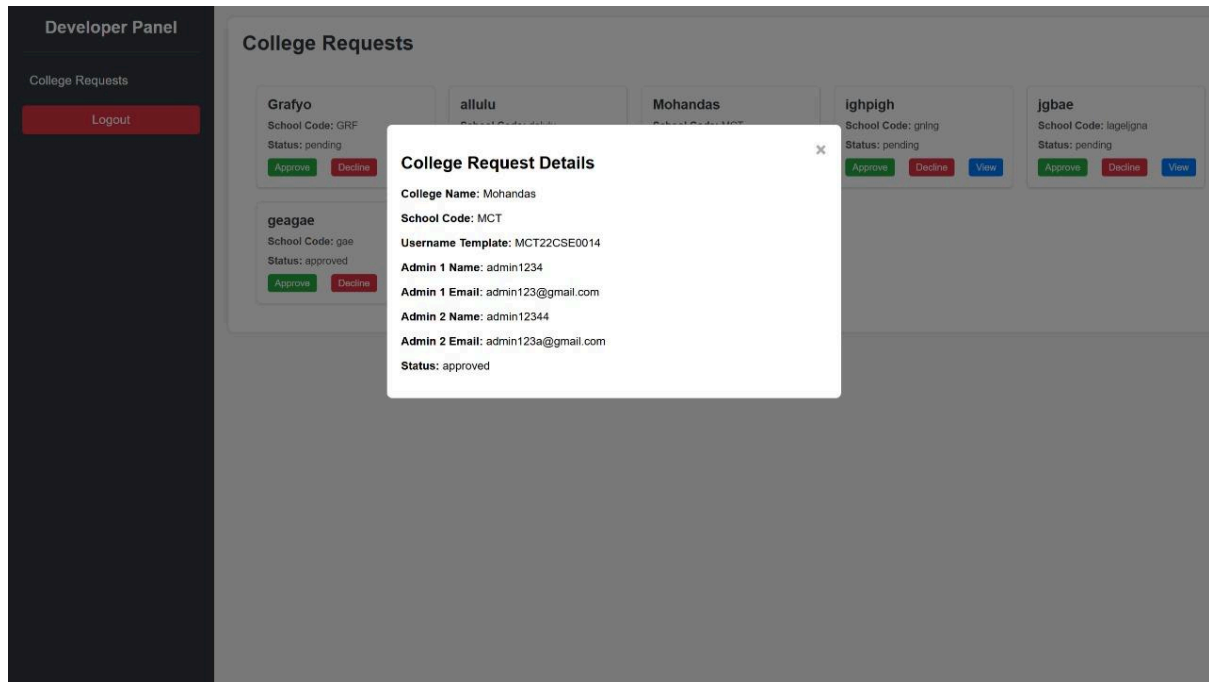 Developer Panel
College Requests
Logout
College Requests
Grafyo
School Code: GRF
Status: pending
Approve Decline
allulu
Mohandas
ighpigh
School Code: gnlng
Status: pending
Approve Decline View
jgbae
School Code: lageljgna
Status: pending
Approve Decline View
geagae
School Code: gae
Status: approved
Approve Decline
×
College Request Details
College Name: Mohandas
School Code: MCT
Username Template: MCT22CSE0014
Admin 1 Name: admin1234
Admin 1 Email: admin123@gmail.com
Admin 2 Name: admin12344
Admin 2 Email: admin123a@gmail.com
Status: approved